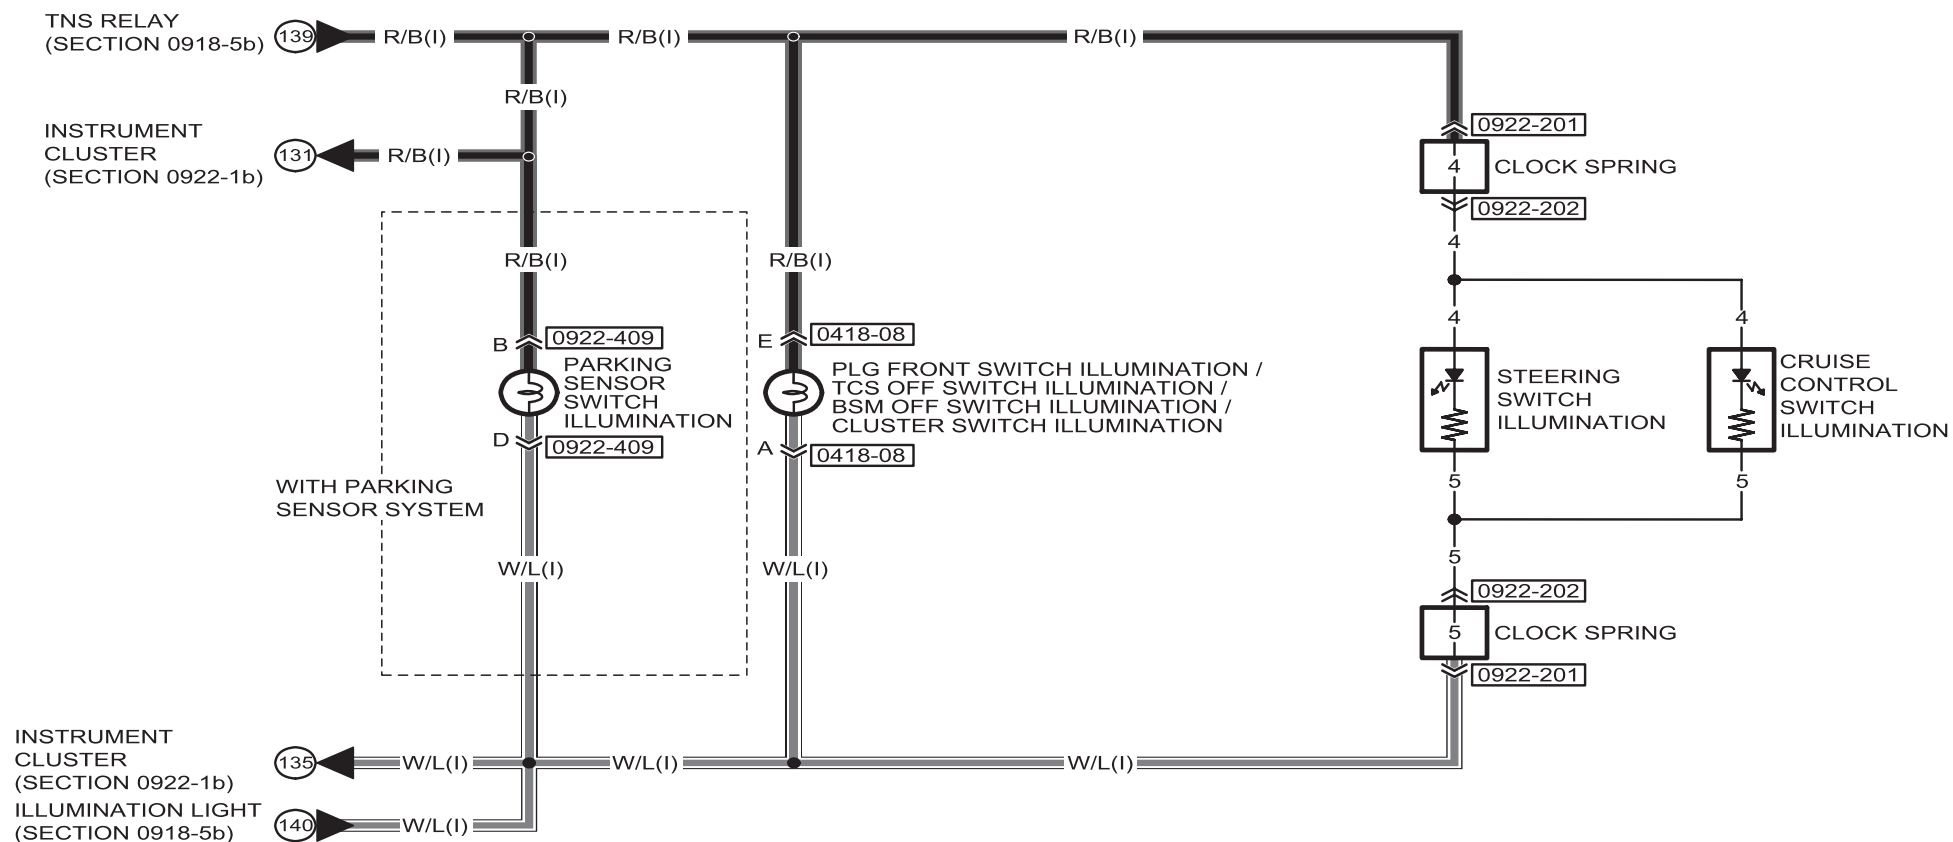 TNS RELAY
(SECTION 0918-5b)
139
R/B(I)
R/B(I)
R/B(I)
R/B(I)
INSTRUMENT
CLUSTER
(SECTION 0922-1b)
131
R/B(I)
0922-201
4
CLOCK SPRING
0922-202
4
R/B(I)
R/B(I)
B
0922-409
PARKING
SENSOR
SWITCH
ILLUMINATION
D
0922-409
E
0418-08
PLG FRONT SWITCH ILLUMINATION /
TCS OFF SWITCH ILLUMINATION /
BSM OFF SWITCH ILLUMINATION /
CLUSTER SWITCH ILLUMINATION
A
0418-08
4
STEERING
SWITCH
ILLUMINATION
5
4
CRUISE
CONTROL
SWITCH
ILLUMINATION
5
WITH PARKING
SENSOR SYSTEM
W/L(I)
W/L(I)
5
0922-202
5
CLOCK SPRING
0922-201
INSTRUMENT
CLUSTER
(SECTION 0922-1b)
135
W/L(I)
W/L(I)
W/L(I)
ILLUMINATION LIGHT
(SECTION 0918-5b)
140
W/L(I)